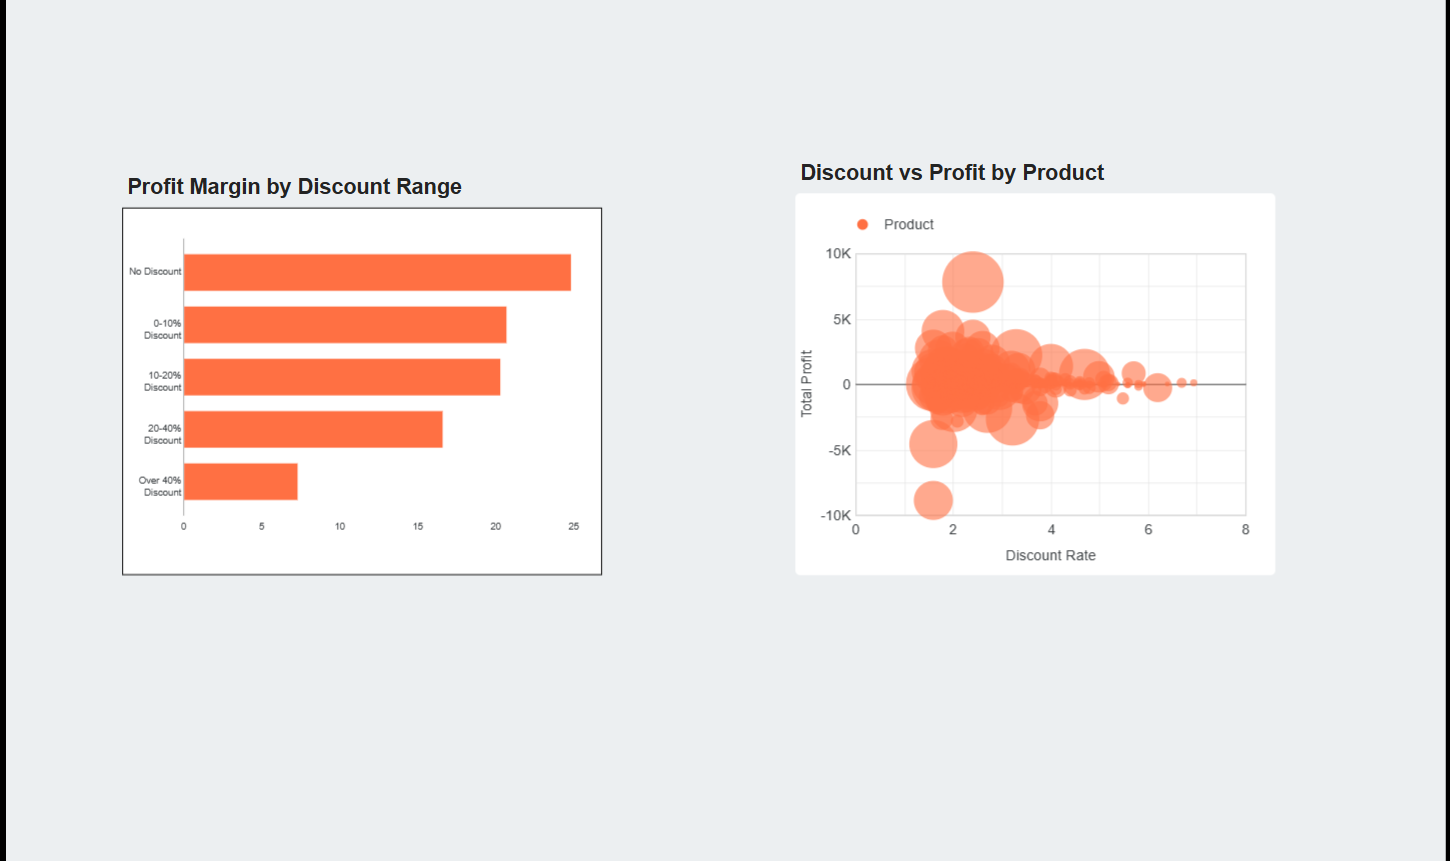 Profit Margin by Discount Range
No Discount
0-10%
Discount
10-20%
Discount
20-40%
Discount
Over 40%
Discount
0 5 10 15 20 25
Discount vs Profit by Product
Product
10K
5K
0
-5K
-10K
Total Profit
0 2 4 6 8
Discount Rate